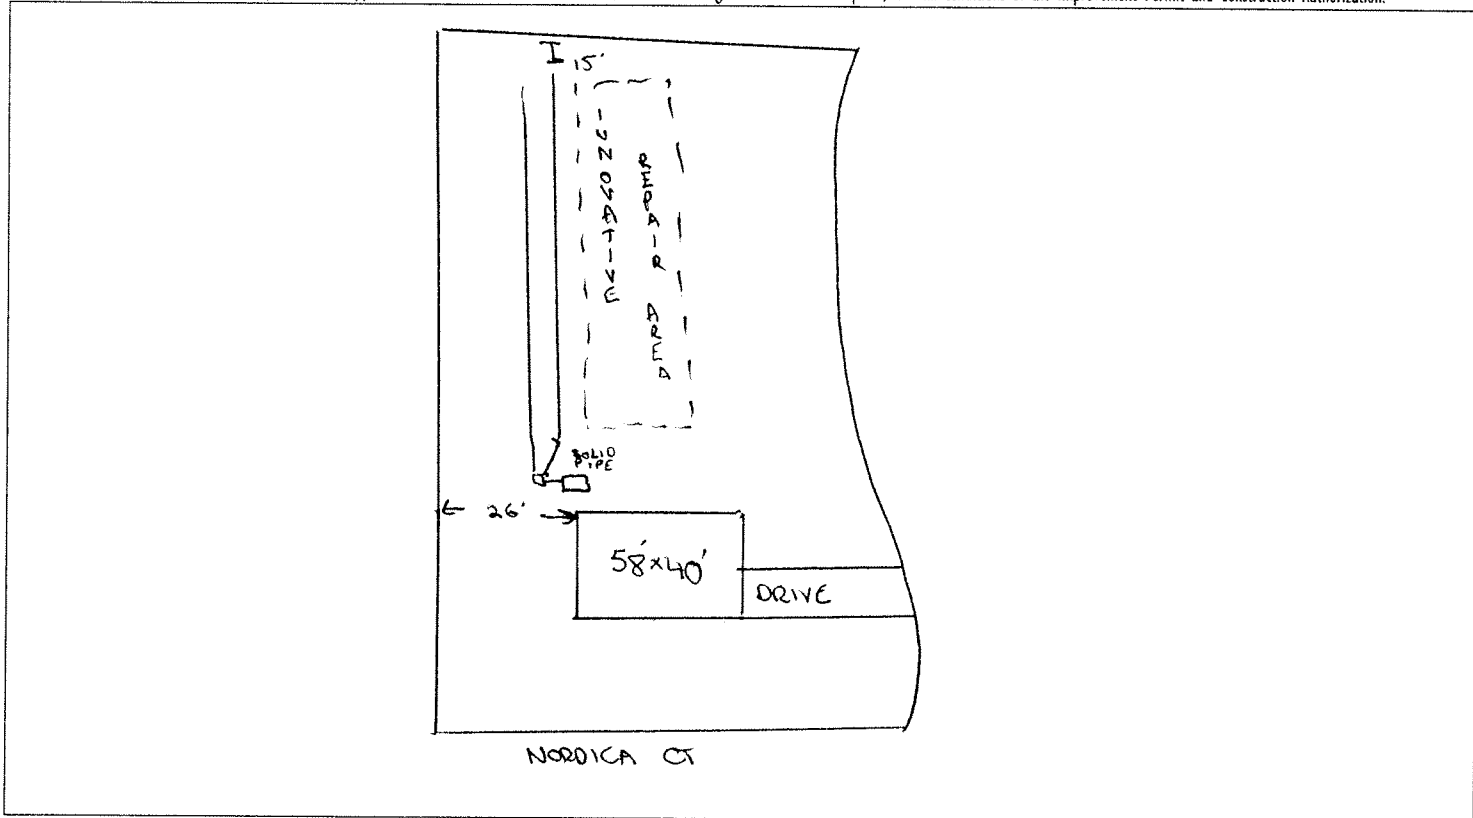 15'
INNOVATIVE
REPAIR AREA
SOLID
PIPE
26'
58'x40'
DRIVE
NORDICA CT